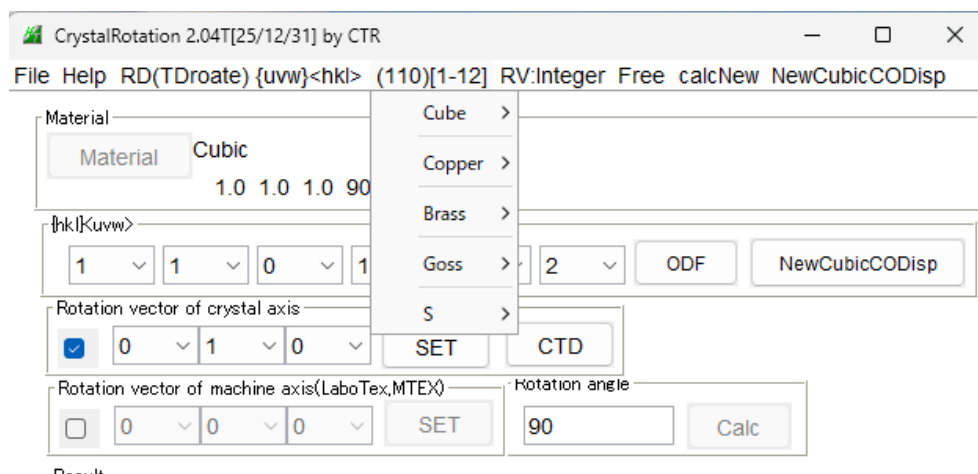 CrystalRotation 2.04T[25/12/31] by CTR
File Help RD(TDroate) {uvw}<hkl> (110)[1-12] RV:Integer Free calcNew NewCubicCODisp
Cube
Copper
Brass
Goss
S
Material
Material Cubic
1.0 1.0 1.0 90
{hkl}<uvw>
1 1 0 1 2 ODF NewCubicCODisp
Rotation vector of crystal axis
0 1 0 SET CTD
Rotation vector of machine axis(LaboTex,MTEX) Rotation angle
0 0 0 SET 90 Calc
Result